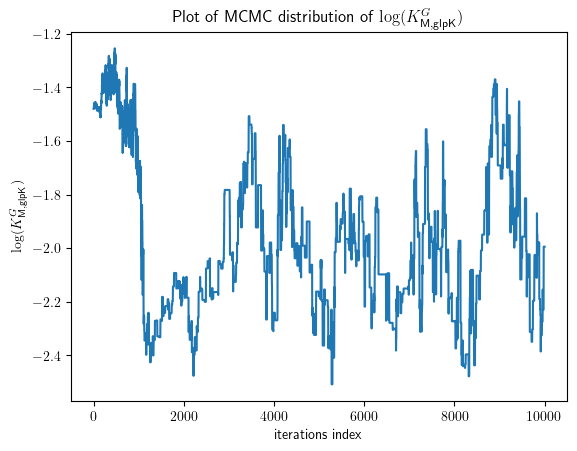 Plot of MCMC distribution of log(K^G_M,glpK)
log(K^G_M,glpK)
−1.2
−1.4
−1.6
−1.8
−2.0
−2.2
−2.4
0 2000 4000 6000 8000 10000
iterations index